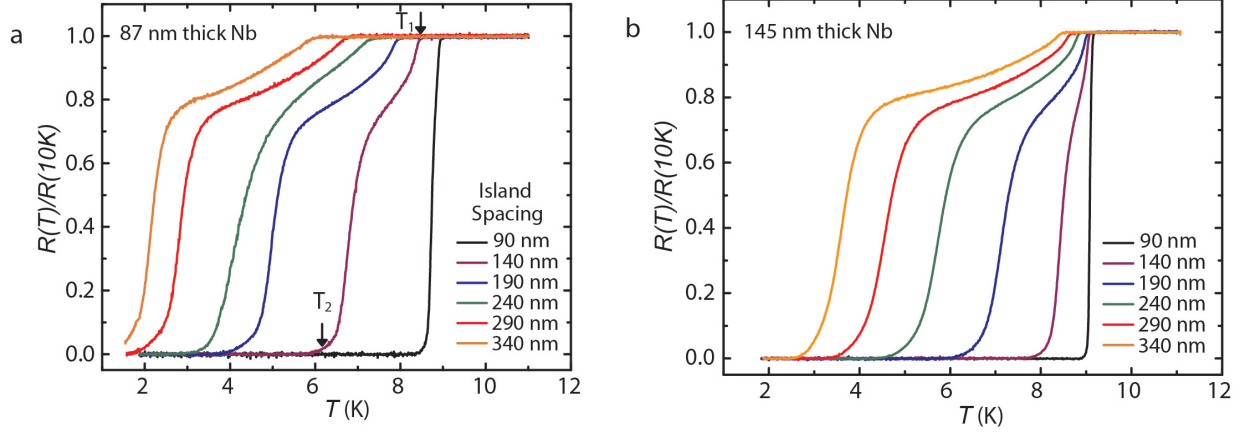 a
87 nm thick Nb
T1
T2
R(T)/R(10K)
1.0
0.8
0.6
0.4
0.2
0.0
2 4 6 8 10 12
T (K)
Island
Spacing
90 nm
140 nm
190 nm
240 nm
290 nm
340 nm
b
145 nm thick Nb
R(T)/R(10K)
1.0
0.8
0.6
0.4
0.2
0.0
2 4 6 8 10 12
T (K)
90 nm
140 nm
190 nm
240 nm
290 nm
340 nm